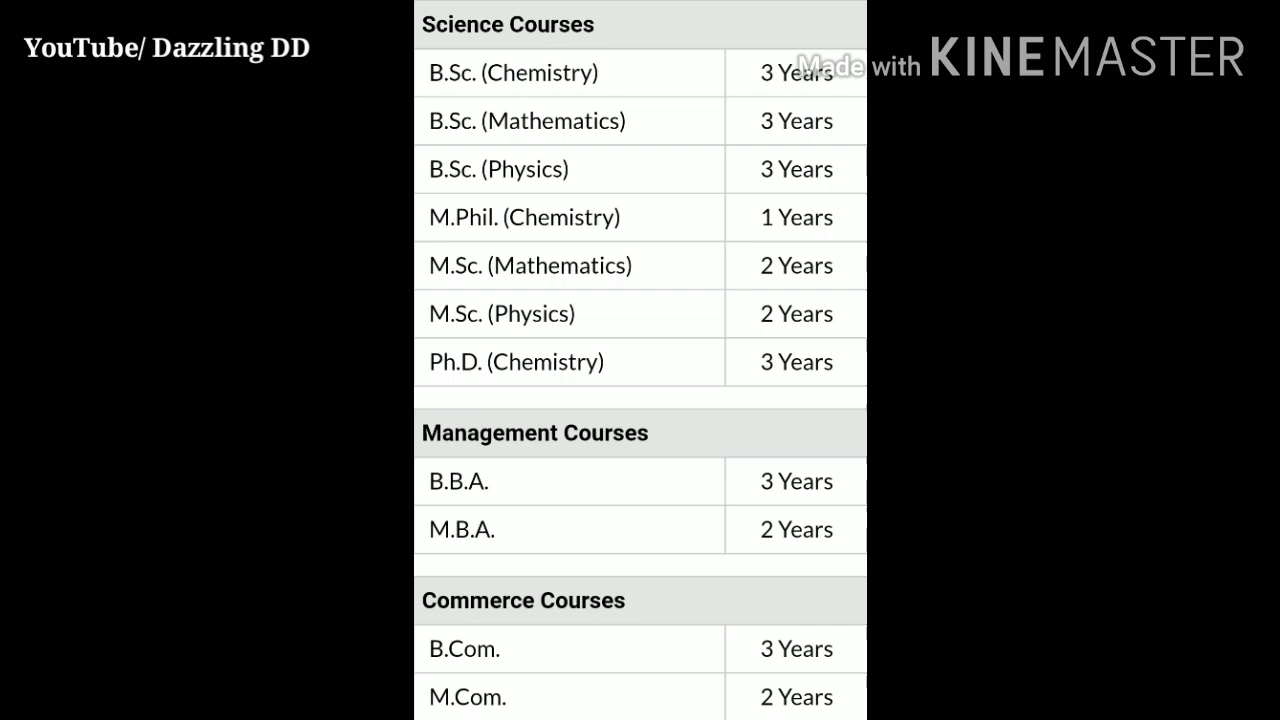 YouTube/ Dazzling DD
Made with KINEMASTER
Science Courses
B.Sc. (Chemistry) 3 Years
B.Sc. (Mathematics) 3 Years
B.Sc. (Physics) 3 Years
M.Phil. (Chemistry) 1 Years
M.Sc. (Mathematics) 2 Years
M.Sc. (Physics) 2 Years
Ph.D. (Chemistry) 3 Years
Management Courses
B.B.A. 3 Years
M.B.A. 2 Years
Commerce Courses
B.Com. 3 Years
M.Com. 2 Years